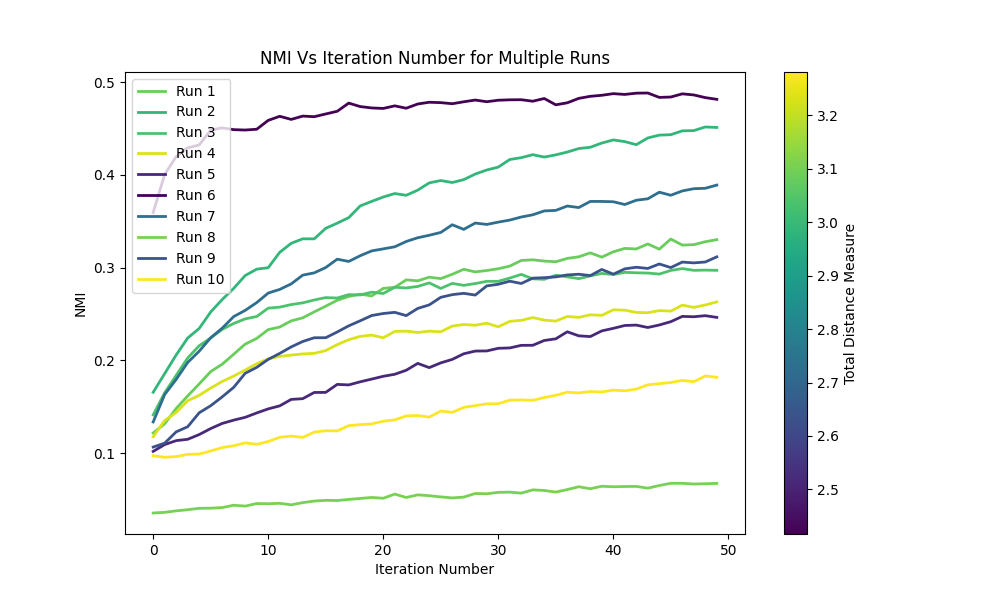 NMI Vs Iteration Number for Multiple Runs
0.5
0.4
0.3
0.2
0.1
NMI
Run 1
Run 2
Run 3
Run 4
Run 5
Run 6
Run 7
Run 8
Run 9
Run 10
0 10 20 30 40 50
Iteration Number
3.2
3.1
3.0
2.9
2.8
2.7
2.6
2.5
Total Distance Measure